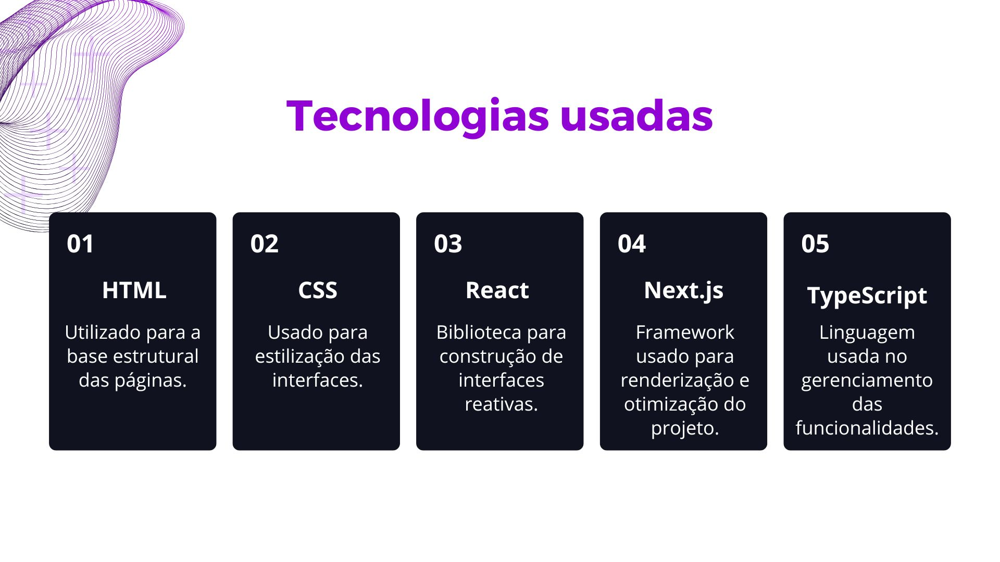 Tecnologias usadas
01
HTML
Utilizado para a
base estrutural
das páginas.
02
CSS
Usado para
estilização das
interfaces.
03
React
Biblioteca para
construção de
interfaces
reativas.
04
Next.js
Framework
usado para
renderização e
otimização do
projeto.
05
TypeScript
Linguagem
usada no
gerenciamento
das
funcionalidades.